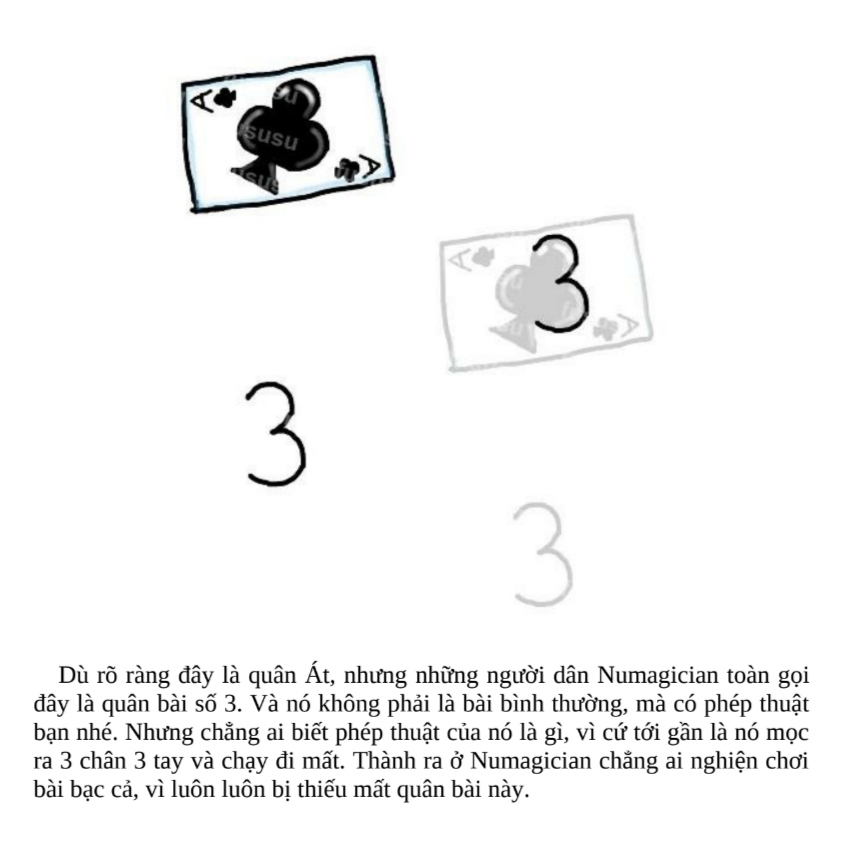 A
susu
A
A
3
A
3
3
Dù rõ ràng đây là quân Át, nhưng những người dân Numagician toàn gọi
đây là quân bài số 3. Và nó không phải là bài bình thường, mà có phép thuật
bạn nhé. Nhưng chẳng ai biết phép thuật của nó là gì, vì cứ tới gần là nó mọc
ra 3 chân 3 tay và chạy đi mất. Thành ra ở Numagician chẳng ai nghiện chơi
bài bạc cả, vì luôn luôn bị thiếu mất quân bài này.